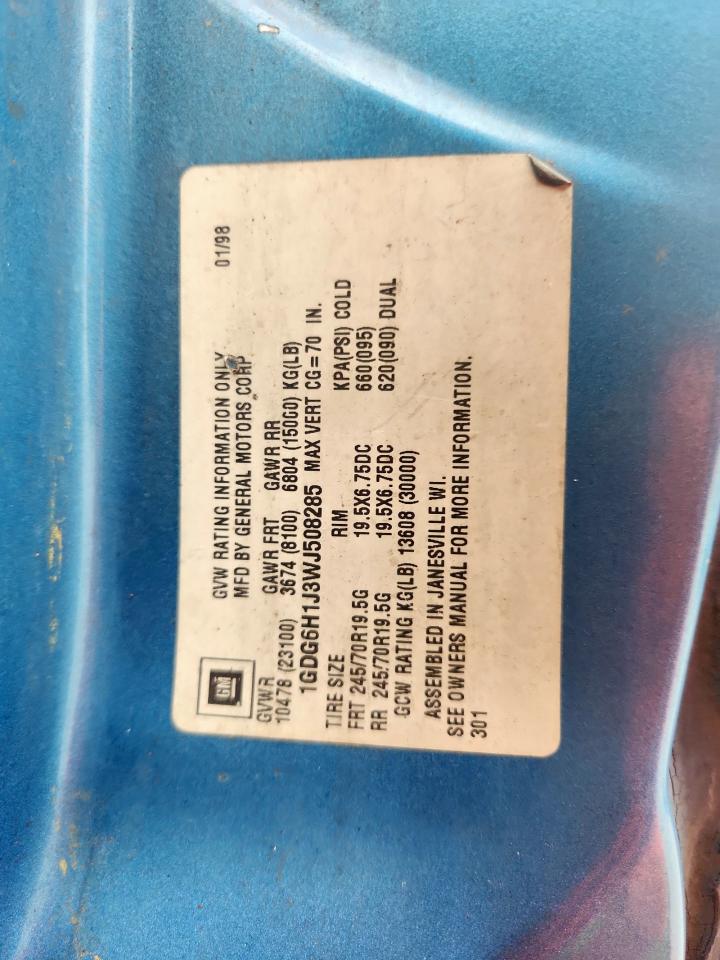 GM
GVW RATING INFORMATION ONLY 01/98
MFD BY GENERAL MOTORS CORP
GVWR GAWR FRT GAWR RR
10478 (23100) 3674 (8100) 6804 (15000) KG(LB)
1GDG6H1J3WJ508285 MAX VERT CG = 70 IN.
TIRE SIZE RIM KPA(PSI) COLD
FRT 245/70R19.5G 19.5X6.75DC 660(095)
RR 245/70R19.5G 19.5X6.75DC 620(090) DUAL
GCW RATING KG(LB) 13608 (30000)
ASSEMBLED IN JANESVILLE WI.
SEE OWNERS MANUAL FOR MORE INFORMATION.
301